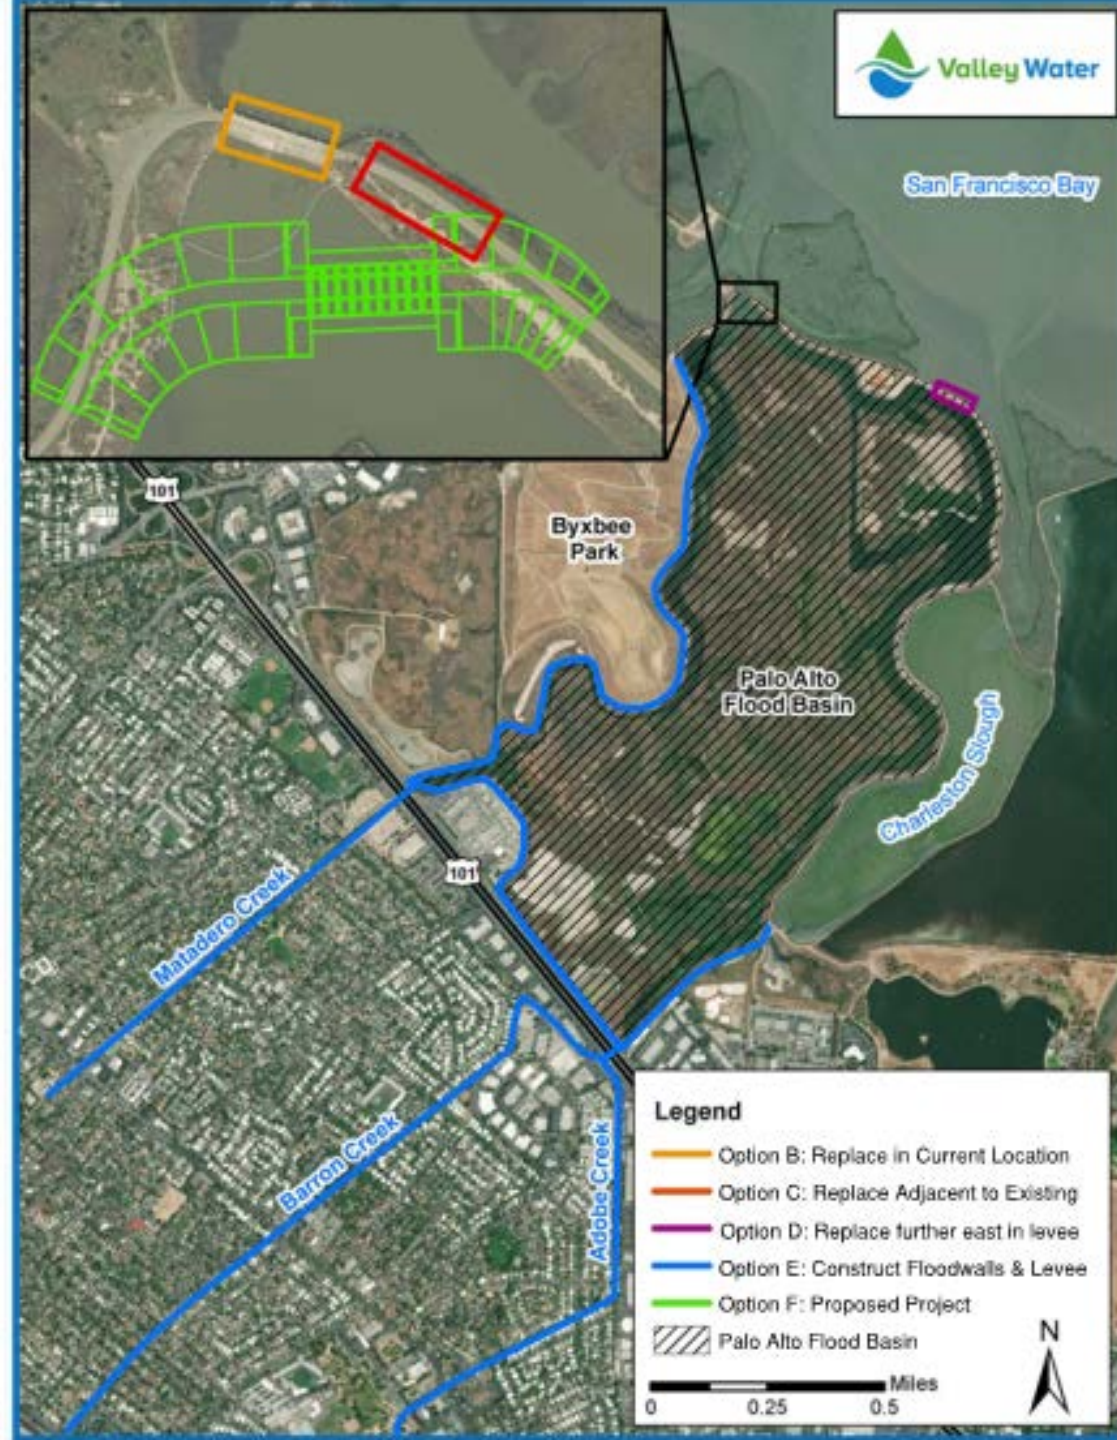 Valley Water
San Francisco Bay
101
Byxbee
Park
Palo Alto
Flood Basin
Charleston Slough
101
Matadero Creek
Barron Creek
Adobe Creek
Legend
Option B: Replace in Current Location
Option C: Replace Adjacent to Existing
Option D: Replace further east in levee
Option E: Construct Floodwalls & Levee
Option F: Proposed Project
Palo Alto Flood Basin
N
Miles
0 0.25 0.5